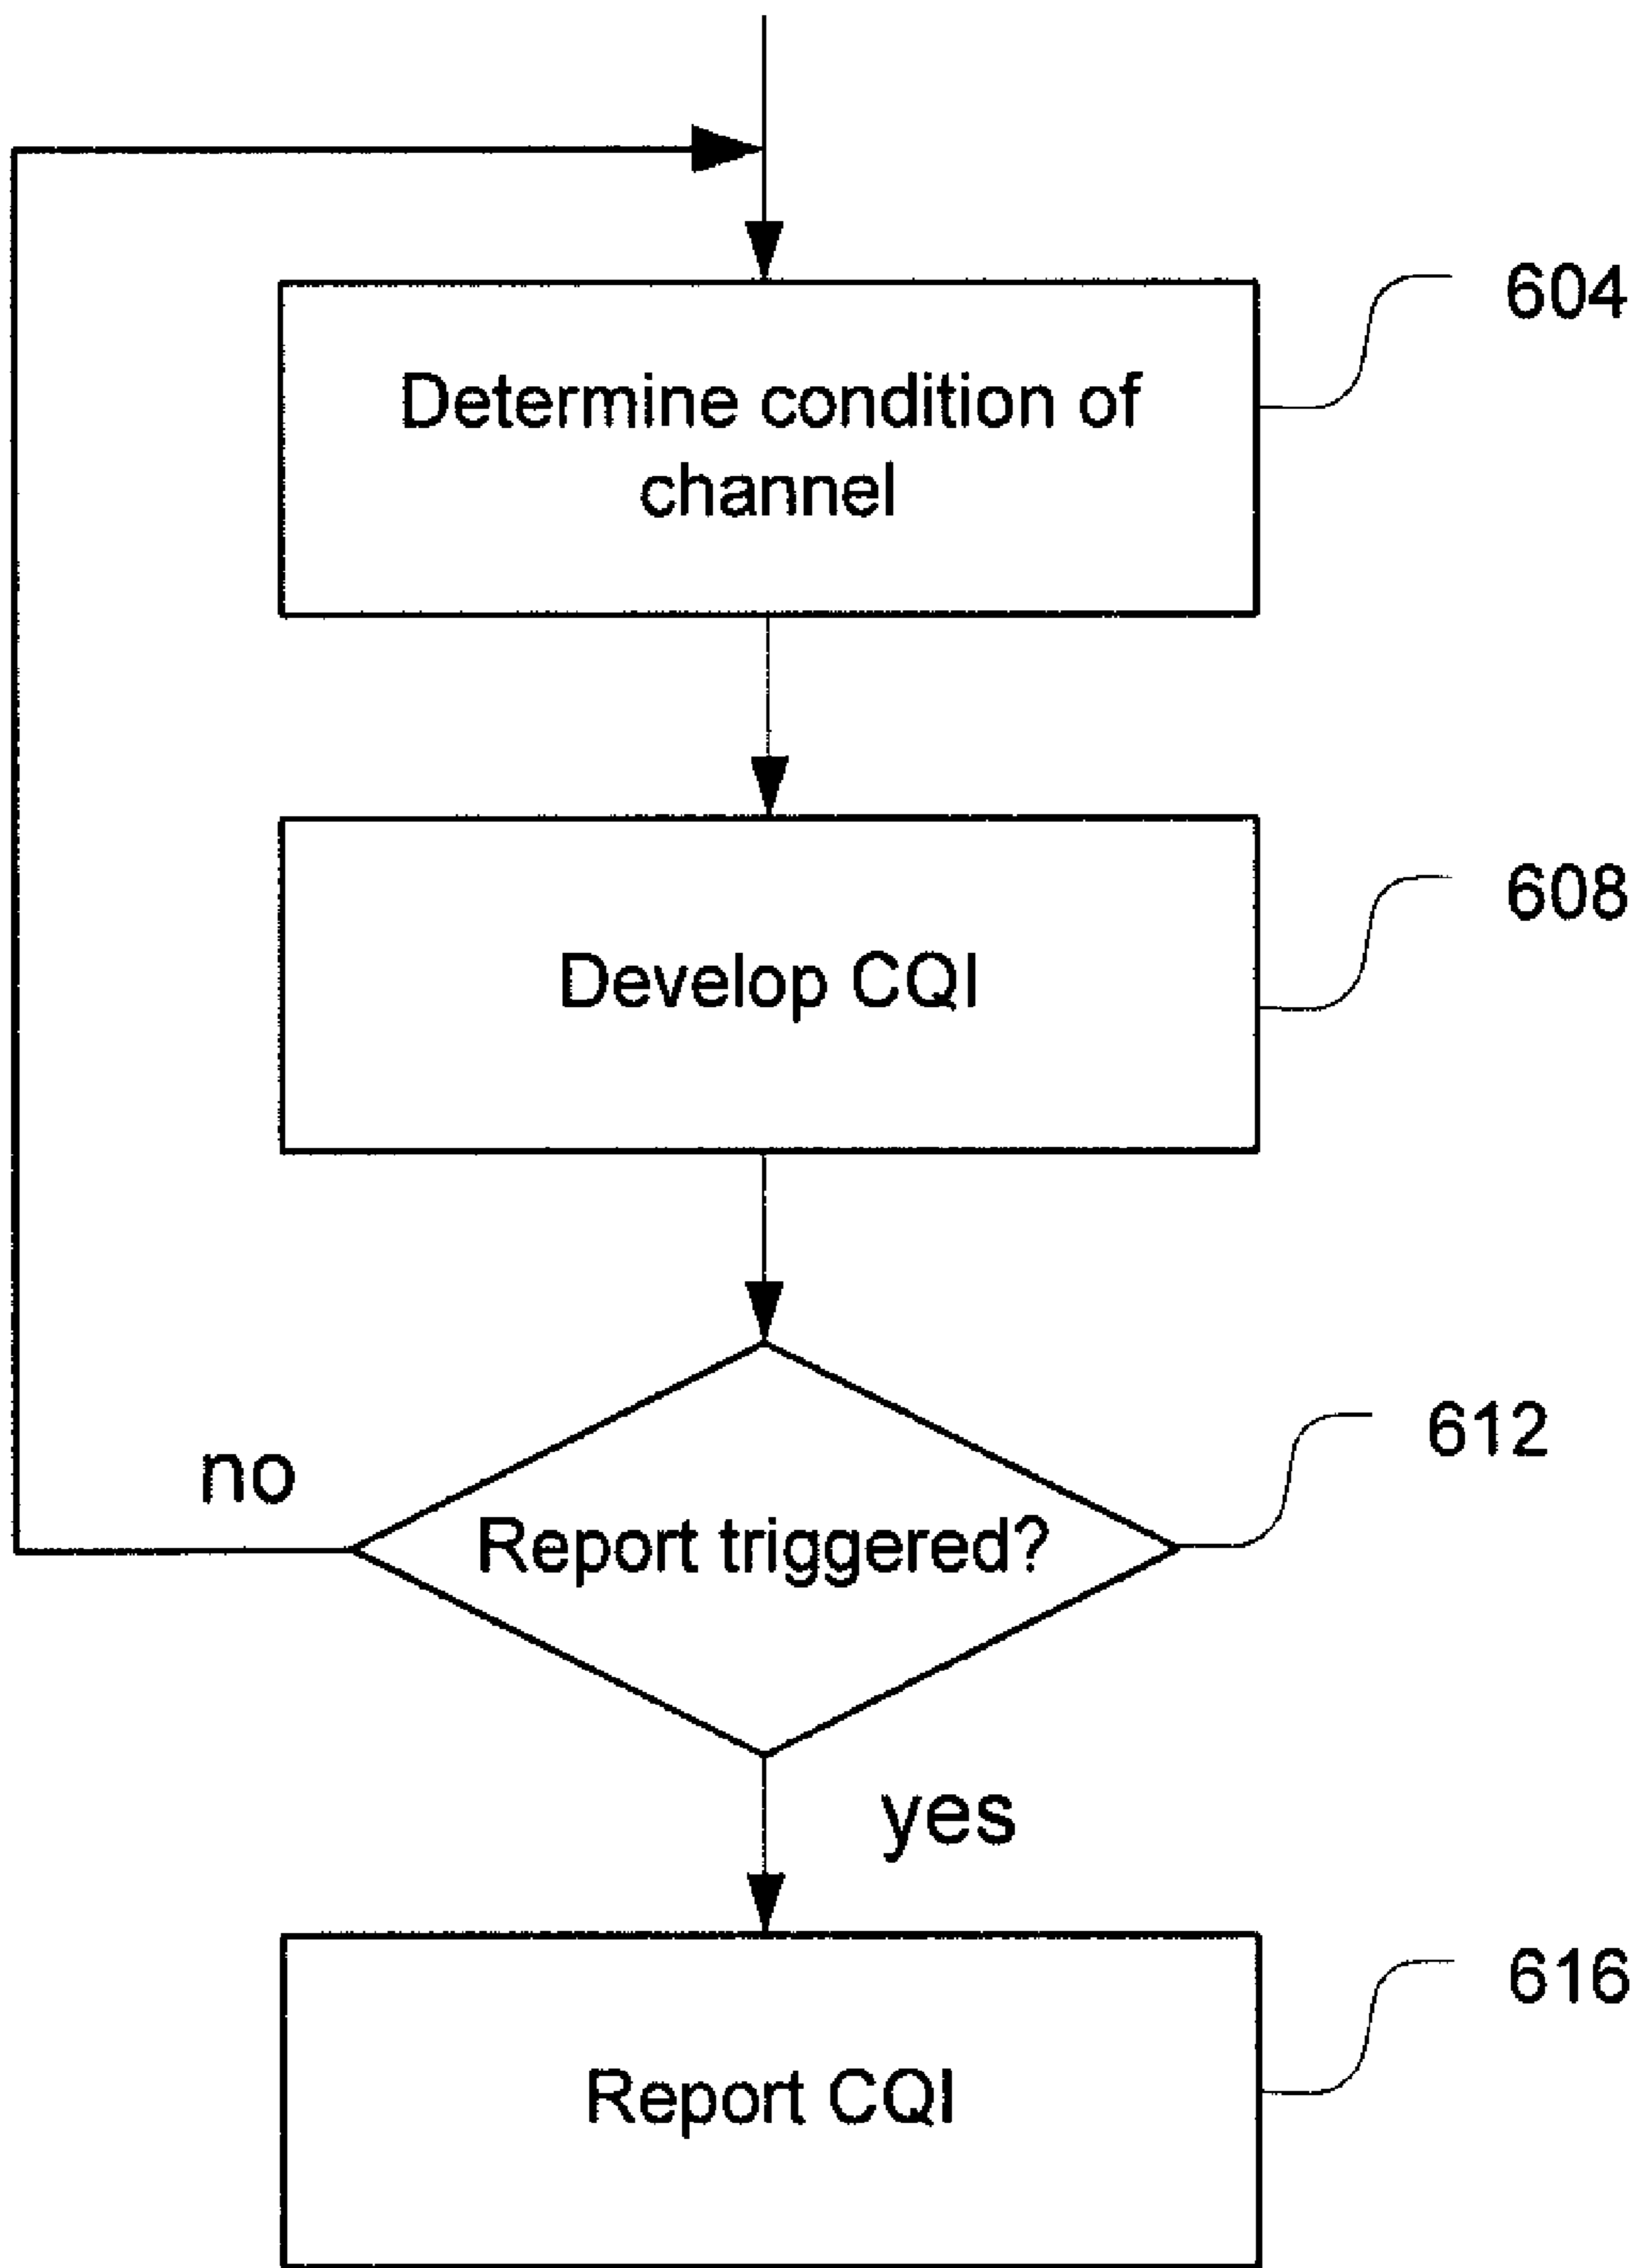 604
Determine condition of
channel
608
Develop CQI
612
no
Report triggered?
yes
616
Report CQI